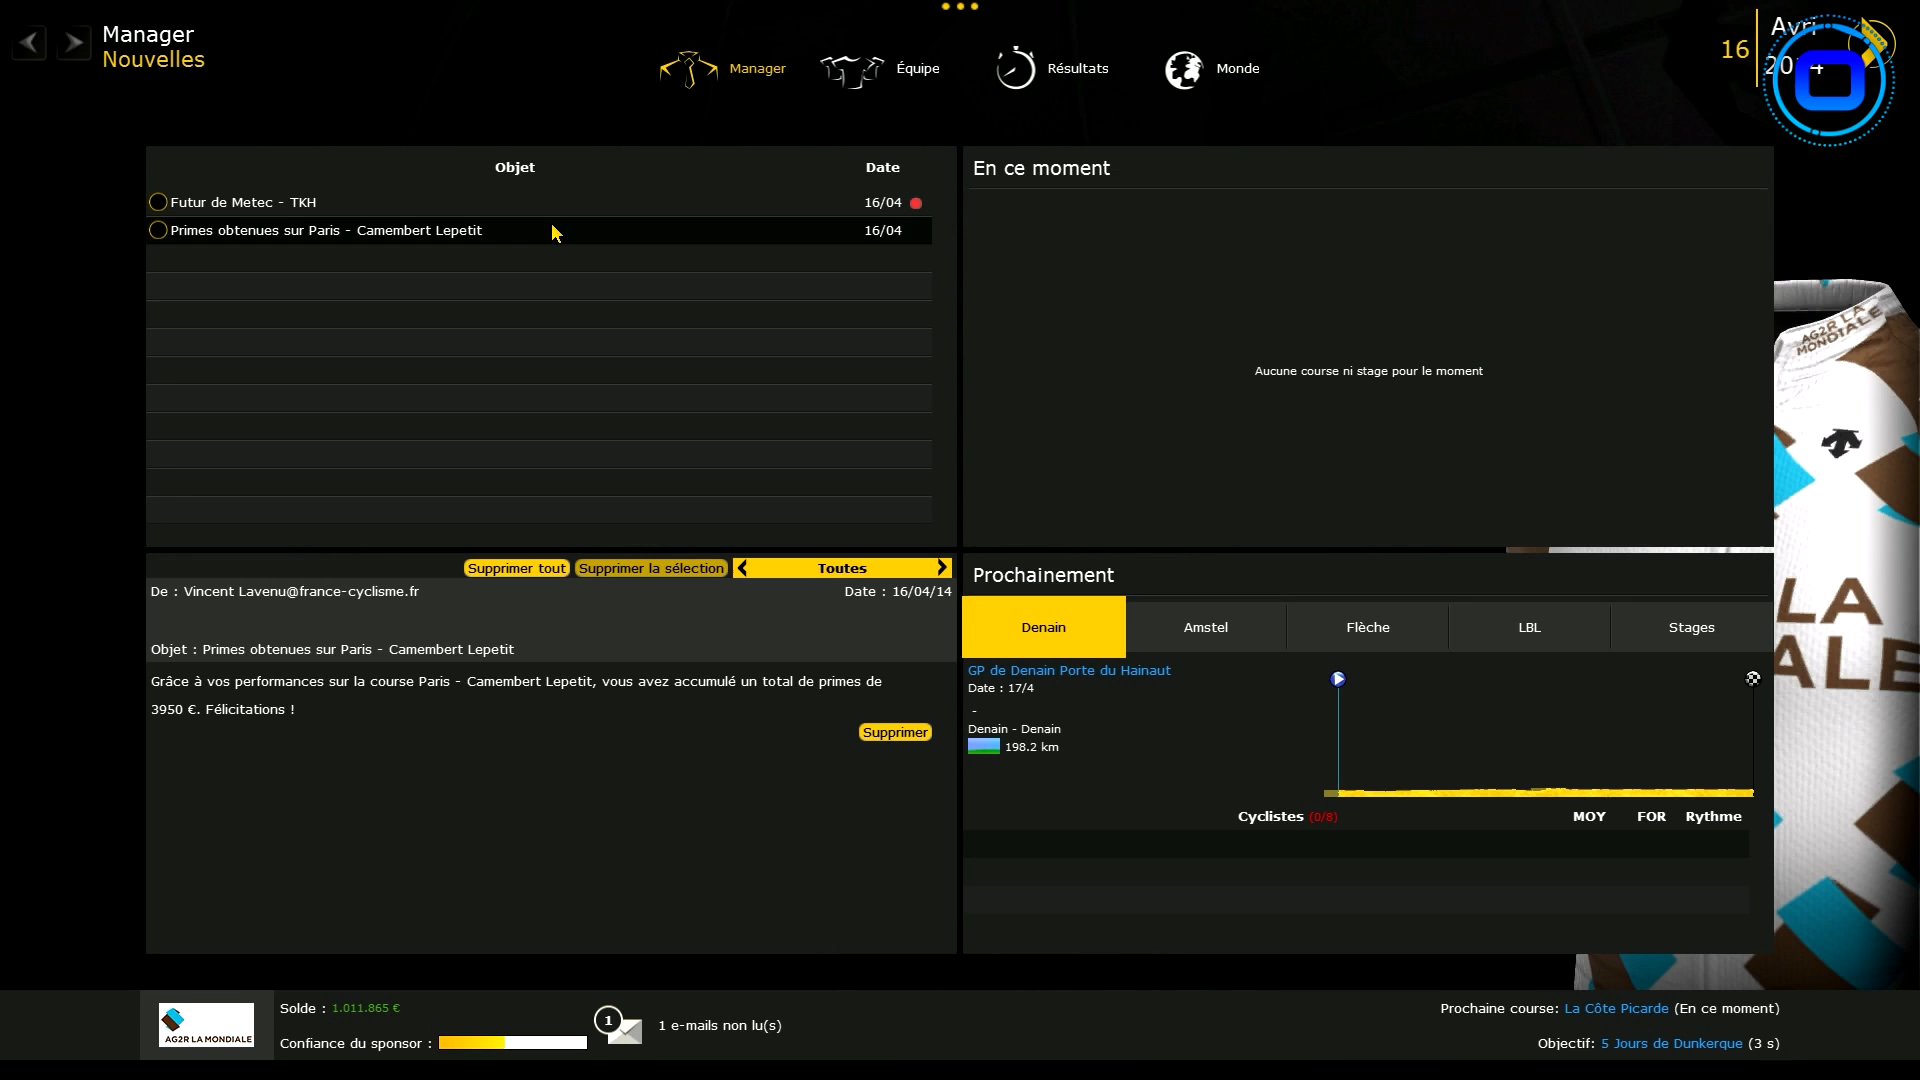 Manager
Nouvelles
Manager
Équipe
Résultats
Monde
16
Avri
Objet
Date
Futur de Metec - TKH
16/04
Primes obtenues sur Paris - Camembert Lepetit
16/04
En ce moment
Aucune course ni stage pour le moment
Supprimer tout
Supprimer la sélection
Toutes
De : Vincent Lavenu@france-cyclisme.fr
Date : 16/04/14
Objet : Primes obtenues sur Paris - Camembert Lepetit
Grâce à vos performances sur la course Paris - Camembert Lepetit, vous avez accumulé un total de primes de
3950 €. Félicitations !
Supprimer
Prochainement
Denain
Amstel
Flèche
LBL
Stages
GP de Denain Porte du Hainaut
Date : 17/4
-
Denain - Denain
198.2 km
Cyclistes (0/8)
MOY
FOR
Rythme
AG2R LA
MONDIALE
LA
ALE
AG2R LA MONDIALE
Solde : 1.011.865 €
Confiance du sponsor :
1
1 e-mails non lu(s)
Prochaine course: La Côte Picarde (En ce moment)
Objectif: 5 Jours de Dunkerque (3 s)